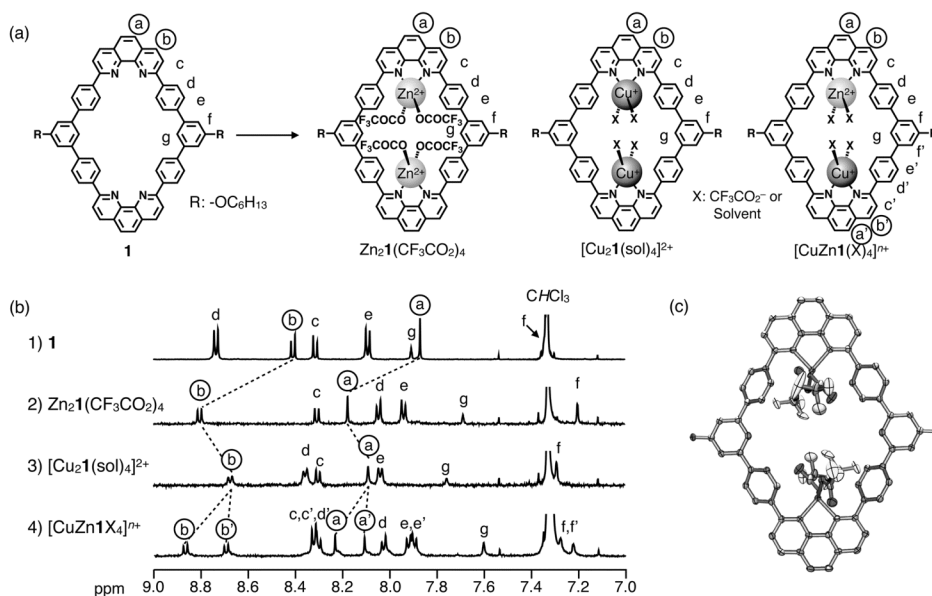 (a)
a
b
c
d
e
f
g
N
N
R
R
N
N
R: -OC₆H₁₃
1
a
b
c
d
e
f
g
N
N
Zn²⁺
F₃COCO
OCOCF₃
R
R
F₃COCO
OCOCF₃
Zn²⁺
N
N
Zn₂1(CF₃CO₂)₄
a
b
c
d
e
f
g
N
N
Cu⁺
X
X
R
R
X
X
Cu⁺
N
N
[Cu₂1(sol)₄]²⁺
X: CF₃CO₂⁻ or
Solvent
a
b
c
d
e
f
g
f'
e'
d'
c'
b'
a'
N
N
Zn²⁺
X
X
R
R
X
X
Cu⁺
N
N
[CuZn1(X)₄]ⁿ⁺
(b)
CHCl₃
1) 1
d
b
c
e
g
a
f
2) Zn₂1(CF₃CO₂)₄
b
c
a
d
e
g
f
3) [Cu₂1(sol)₄]²⁺
b
d
c
a
e
g
f
4) [CuZn1X₄]ⁿ⁺
b
b'
c,c'
d'
a
a'
d
e,e'
g
f,f'
9.0 8.8 8.6 8.4 8.2 8.0 7.8 7.6 7.4 7.2 7.0
ppm
(c)